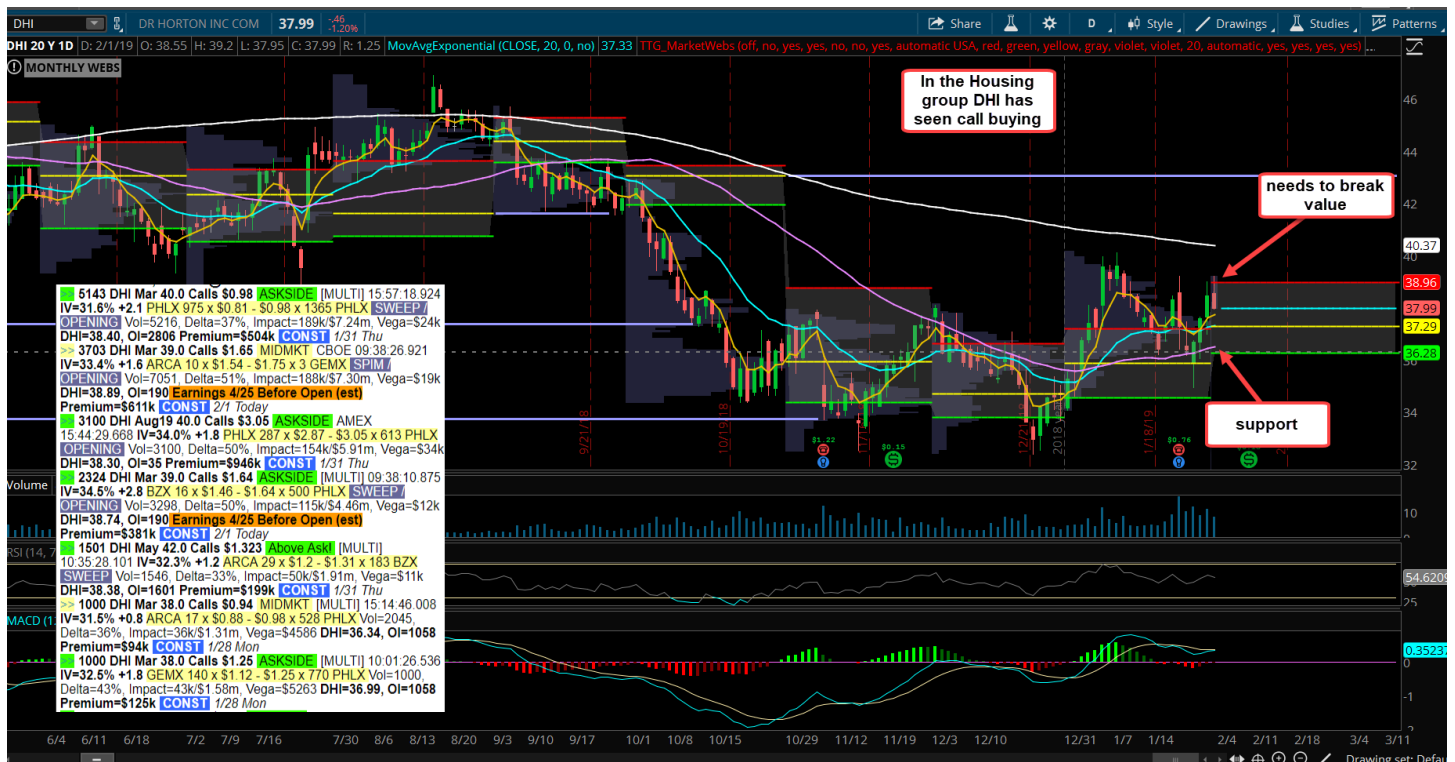 DHI
DR HORTON INC COM
37.99
-.46
-1.20%
Share
D
Style
Drawings
Studies
Patterns
DHI 20 Y 1D D: 2/1/19 O: 38.55 H: 39.2 L: 37.95 C: 37.99 R: 1.25 MovAvgExponential (CLOSE, 20, 0, no) 37.33 TTG_MarketWebs (off, no, yes, yes, no, no, yes, automatic USA, red, green, yellow, gray, violet, violet, 20, automatic, yes, yes, yes, yes) ...
MONTHLY WEBS
In the Housing
group DHI has
seen call buying
needs to break
value
support
46
44
42
40.37
40
38.96
37.99
37.29
36.28
36
34
32
>> 5143 DHI Mar 40.0 Calls $0.98 ASKSIDE [MULTI] 15:57:18.924
IV=31.6% +2.1 PHLX 975 x $0.81 - $0.98 x 1365 PHLX SWEEP /
OPENING Vol=5216, Delta=37%, Impact=189k/$7.24m, Vega=$24k
DHI=38.40, OI=2806 Premium=$504k CONST 1/31 Thu
>> 3703 DHI Mar 39.0 Calls $1.65 MIDMKT CBOE 09:38:26.921
IV=33.4% +1.6 ARCA 10 x $1.54 - $1.75 x 3 GEMX SPIM /
OPENING Vol=7051, Delta=51%, Impact=188k/$7.30m, Vega=$19k
DHI=38.89, OI=190 Earnings 4/25 Before Open (est)
Premium=$611k CONST 2/1 Today
>> 3100 DHI Aug19 40.0 Calls $3.05 ASKSIDE AMEX
15:44:29.668 IV=34.0% +1.8 PHLX 287 x $2.87 - $3.05 x 613 PHLX
OPENING Vol=3100, Delta=50%, Impact=154k/$5.91m, Vega=$34k
DHI=38.30, OI=35 Premium=$946k CONST 1/31 Thu
>> 2324 DHI Mar 39.0 Calls $1.64 ASKSIDE [MULTI] 09:38:10.875
IV=34.5% +2.8 BZX 16 x $1.46 - $1.64 x 500 PHLX SWEEP /
OPENING Vol=3298, Delta=50%, Impact=115k/$4.46m, Vega=$12k
DHI=38.74, OI=190 Earnings 4/25 Before Open (est)
Premium=$381k CONST 2/1 Today
>> 1501 DHI May 42.0 Calls $1.323 Above Ask! [MULTI]
10:35:28.101 IV=32.3% +1.2 ARCA 29 x $1.2 - $1.31 x 183 BZX
SWEEP Vol=1546, Delta=33%, Impact=50k/$1.91m, Vega=$11k
DHI=38.38, OI=1601 Premium=$199k CONST 1/31 Thu
>> 1000 DHI Mar 38.0 Calls $0.94 MIDMKT [MULTI] 15:14:46.008
IV=31.5% +0.8 ARCA 17 x $0.88 - $0.98 x 528 PHLX Vol=2045,
Delta=36%, Impact=36k/$1.31m, Vega=$4586 DHI=36.34, OI=1058
Premium=$94k CONST 1/28 Mon
>> 1000 DHI Mar 38.0 Calls $1.25 ASKSIDE [MULTI] 10:01:26.536
IV=32.5% +1.8 GEMX 140 x $1.12 - $1.25 x 770 PHLX Vol=1000,
Delta=43%, Impact=43k/$1.58m, Vega=$5263 DHI=36.99, OI=1058
Premium=$125k CONST 1/28 Mon
9/21/18
10/19/18
12/21/18
2018 year
1/18/19
$1.22
$0.15
$0.76
Volume
10
RSI (14, 7
54.6209
25
MACD (1
0.35237
0
-1
-2
6/4 6/11 6/18 7/2 7/9 7/16 7/30 8/6 8/13 8/20 9/3 9/10 9/17 10/1 10/8 10/15 10/29 11/12 11/19 12/3 12/10 12/31 1/7 1/14 2/4 2/11 2/18 3/4 3/11
Drawing set: Defau